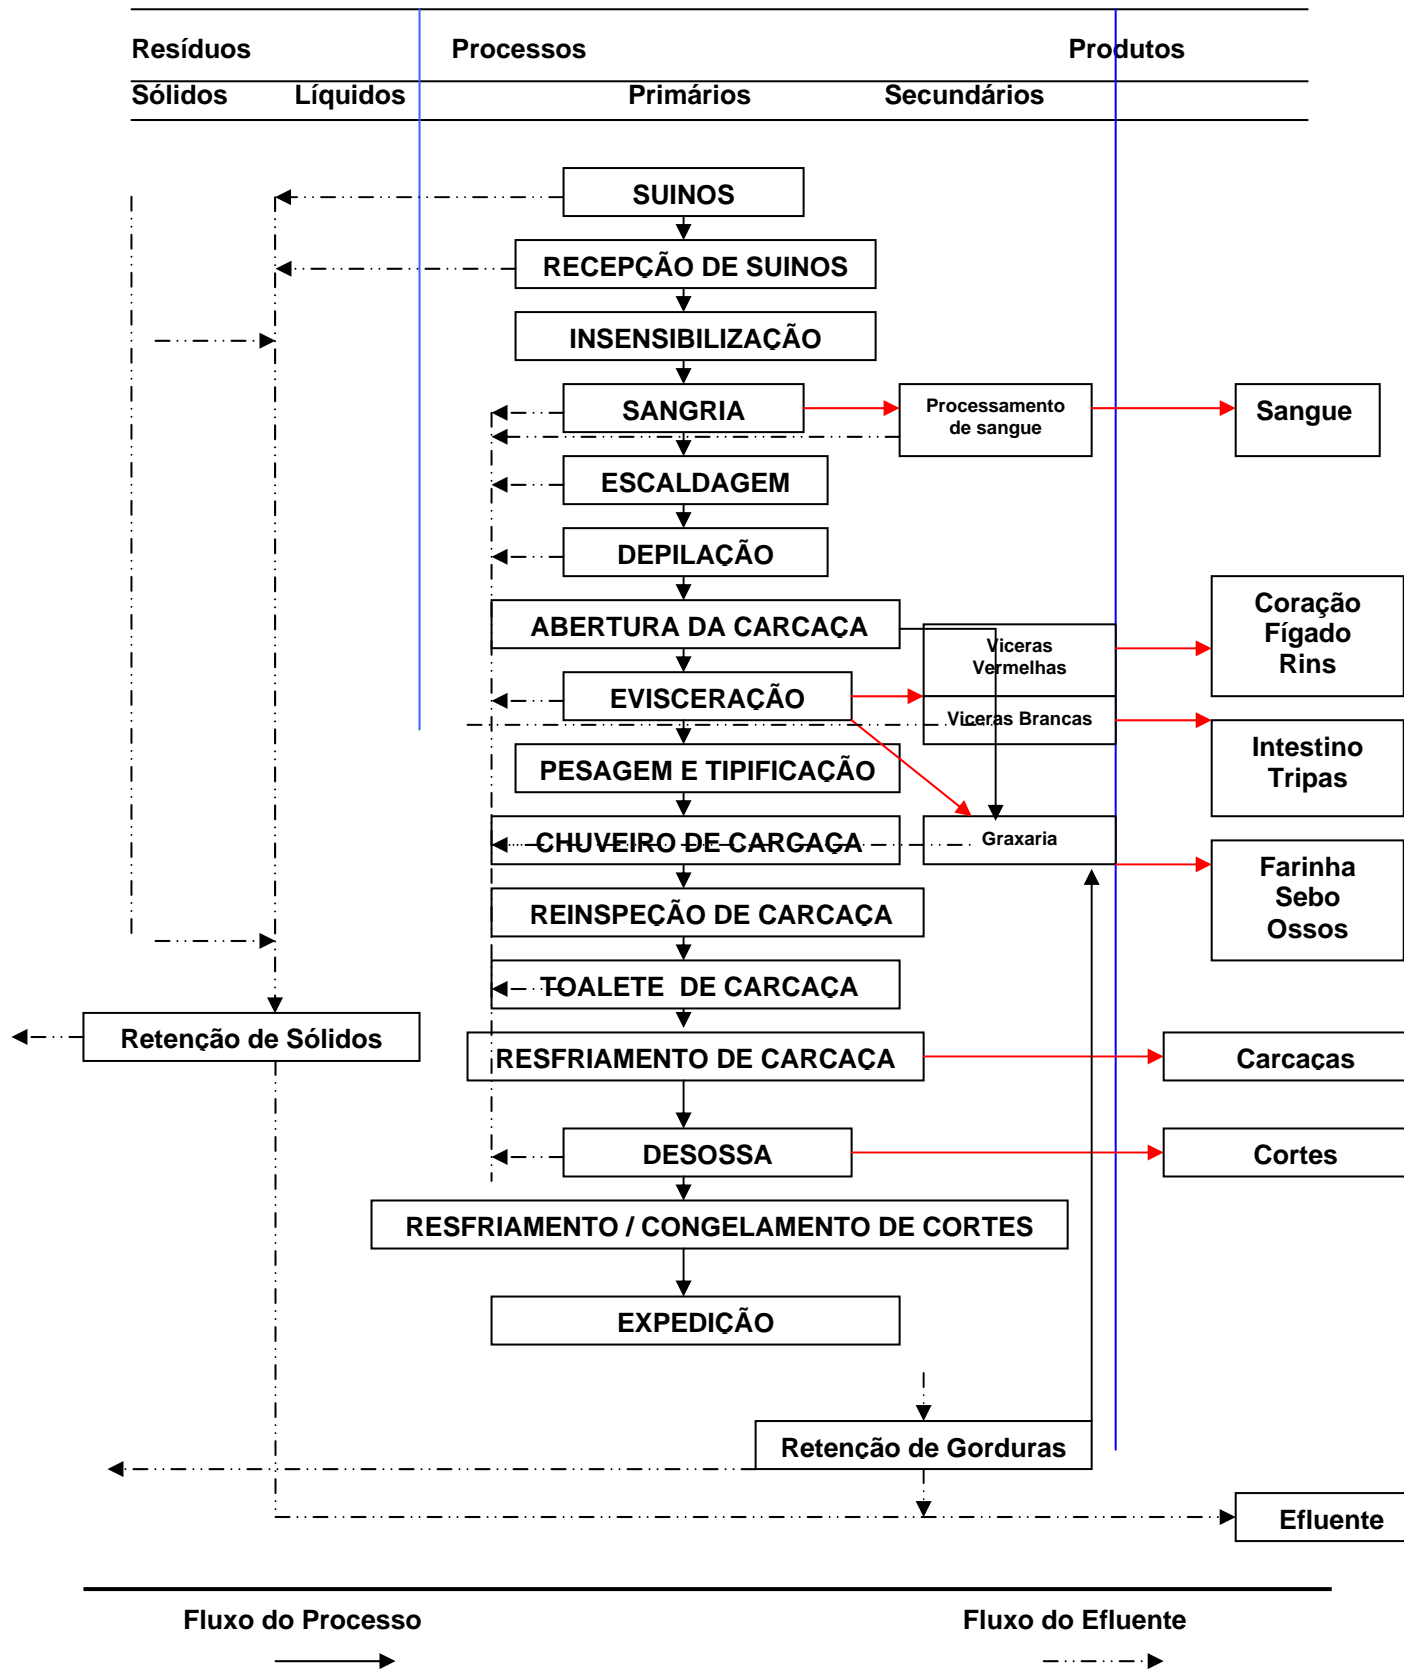 Resíduos Processos Produtos
Sólidos Líquidos Primários Secundários
SUINOS
RECEPÇÃO DE SUINOS
INSENSIBILIZAÇÃO
SANGRIA
Processamento
de sangue
Sangue
ESCALDAGEM
DEPILAÇÃO
ABERTURA DA CARCAÇA
Viceras
Vermelhas
Coração
Fígado
Rins
EVISCERAÇÃO
Viceras Brancas
Intestino
Tripas
PESAGEM E TIPIFICAÇÃO
CHUVEIRO DE CARCAÇA
Graxaria
Farinha
Sebo
Ossos
REINSPEÇÃO DE CARCAÇA
TOALETE DE CARCAÇA
Retenção de Sólidos
RESFRIAMENTO DE CARCAÇA
Carcaças
DESOSSA
Cortes
RESFRIAMENTO / CONGELAMENTO DE CORTES
EXPEDIÇÃO
Retenção de Gorduras
Efluente
Fluxo do Processo Fluxo do Efluente